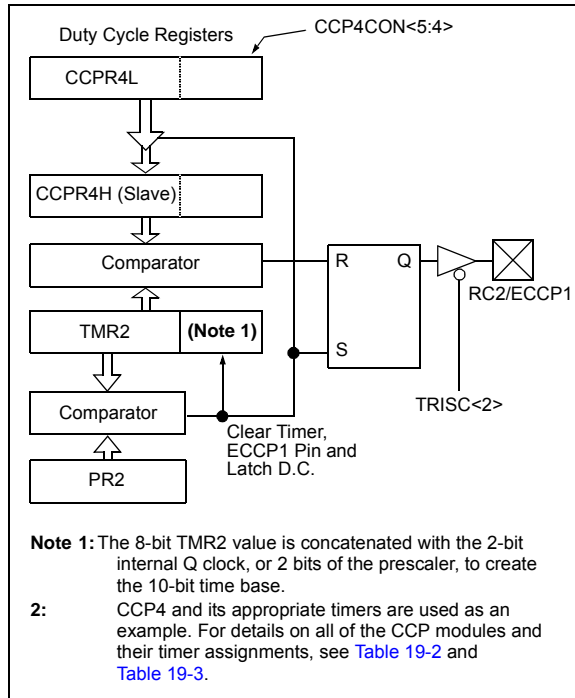 Duty Cycle Registers
CCP4CON<5:4>
CCPR4L
CCPR4H (Slave)
Comparator
R
Q
RC2/ECCP1
TMR2
(Note 1)
S
TRISC<2>
Comparator
Clear Timer,
ECCP1 Pin and
Latch D.C.
PR2
Note 1: The 8-bit TMR2 value is concatenated with the 2-bit
internal Q clock, or 2 bits of the prescaler, to create
the 10-bit time base.
2: CCP4 and its appropriate timers are used as an
example. For details on all of the CCP modules and
their timer assignments, see Table 19-2 and
Table 19-3.